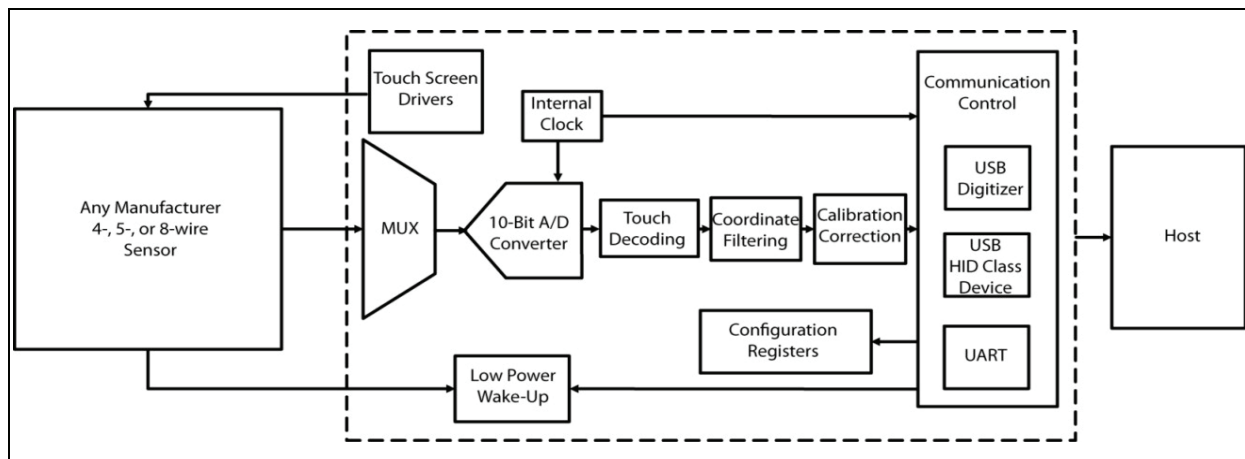 Touch Screen
Drivers
Communication
Control
Internal
Clock
Any Manufacturer
4-, 5-, or 8-wire
Sensor
MUX
10-Bit A/D
Converter
Touch
Decoding
Coordinate
Filtering
Calibration
Correction
USB
Digitizer
USB
HID Class
Device
UART
Host
Configuration
Registers
Low Power
Wake-Up